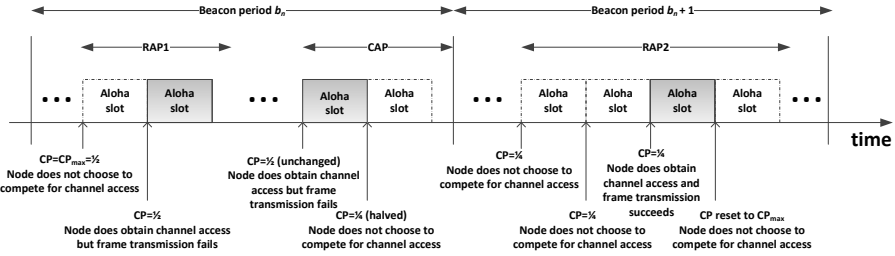 Beacon period bn
Beacon period bn + 1
RAP1
CAP
RAP2
Aloha slot
Aloha slot
Aloha slot
Aloha slot
Aloha slot
Aloha slot
Aloha slot
Aloha slot
time
CP=CPmax=½
Node does not choose to
compete for channel access
CP=½
Node does obtain channel access
but frame transmission fails
CP=½ (unchanged)
Node does obtain channel
access but frame
transmission fails
CP=¼ (halved)
Node does not choose to
compete for channel access
CP=¼
Node does not choose to
compete for channel access
CP=¼
Node does not choose to
compete for channel access
CP=¼
Node does obtain
channel access and
frame transmission
succeeds
CP reset to CPmax
Node does not choose to
compete for channel access